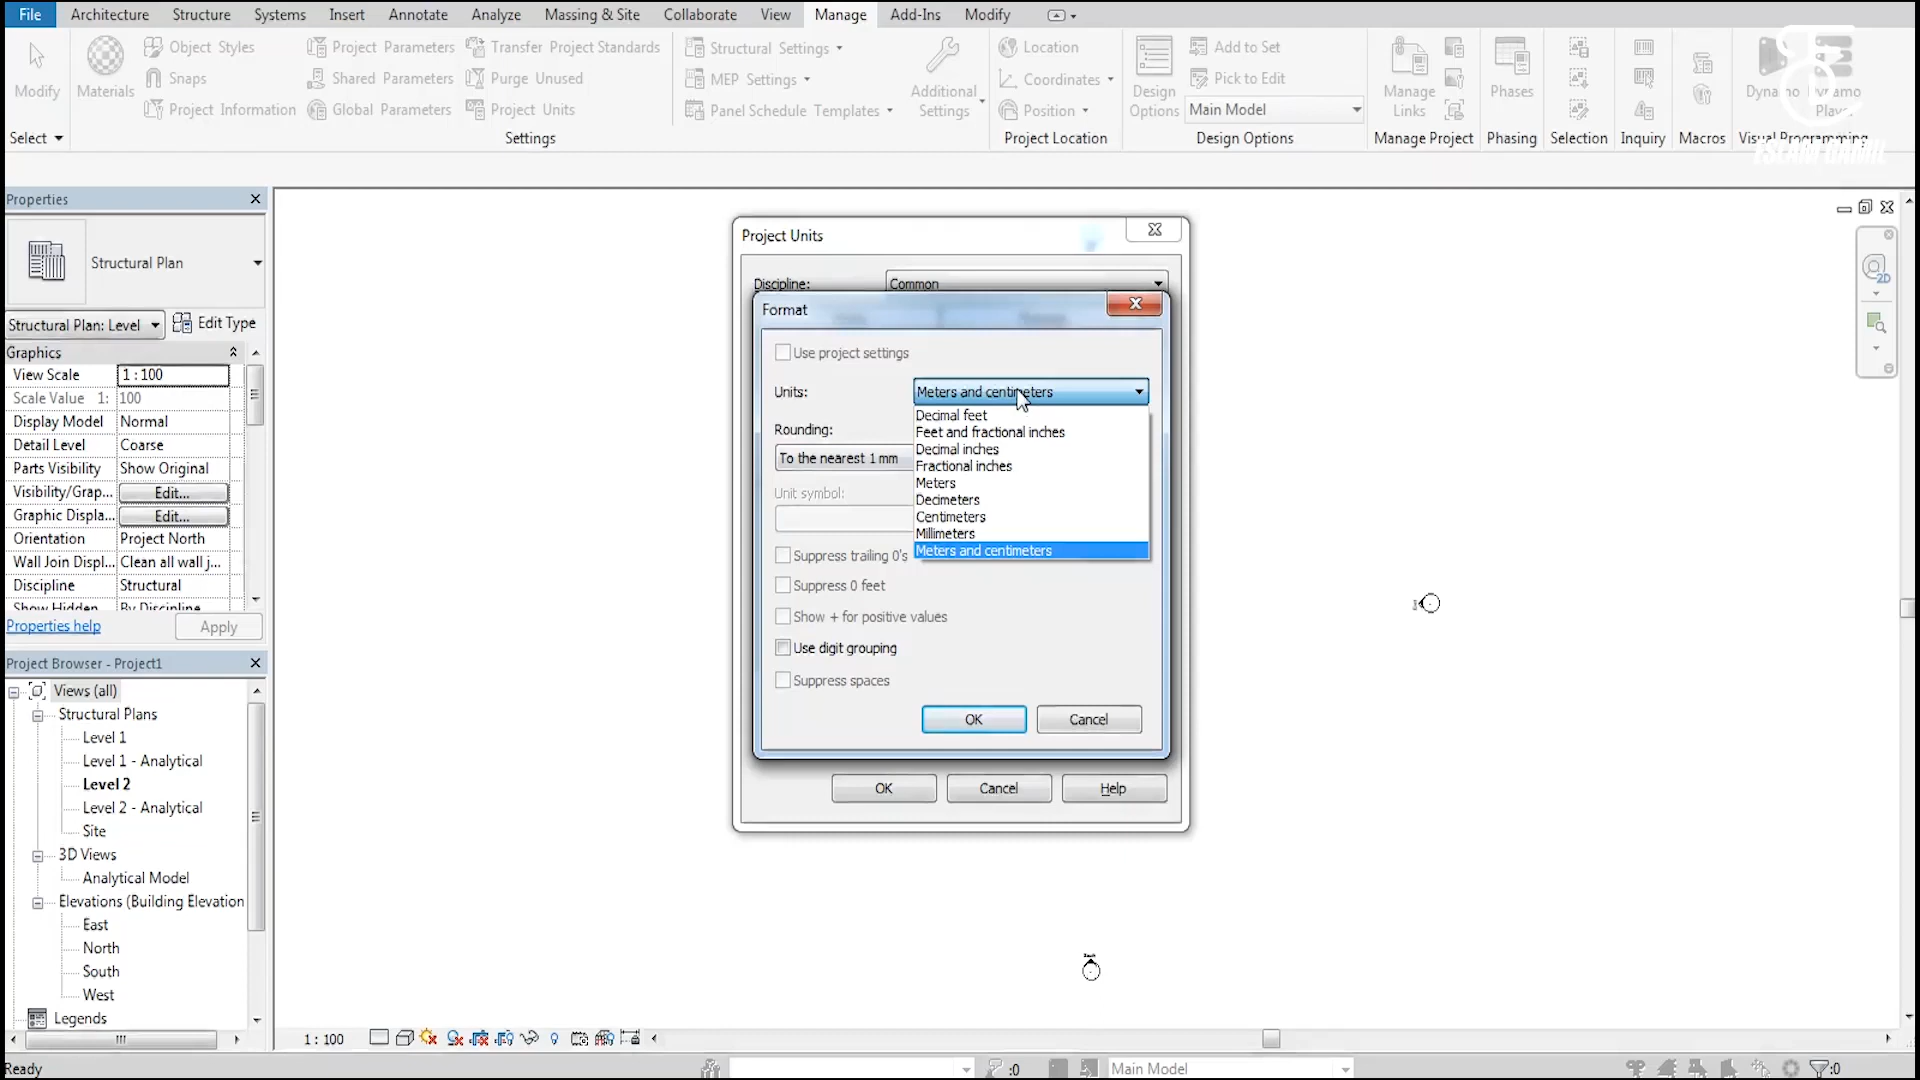 File Architecture Structure Systems Insert Annotate Analyze Massing & Site Collaborate View Manage Add-Ins Modify
Modify
Select
Materials
Object Styles
Snaps
Project Information
Project Parameters
Shared Parameters
Global Parameters
Transfer Project Standards
Purge Unused
Project Units
Settings
Structural Settings
MEP Settings
Panel Schedule Templates
Additional
Settings
Location
Coordinates
Position
Project Location
Design
Options
Add to Set
Pick to Edit
Main Model
Design Options
Manage
Links
Manage Project
Phases
Phasing
Selection
Inquiry
Macros
Dynamo Dynamo
Player
Visual Programming
Properties
Structural Plan
Structural Plan: Level
Edit Type
Graphics
View Scale 1 : 100
Scale Value 1: 100
Display Model Normal
Detail Level Coarse
Parts Visibility Show Original
Visibility/Grap... Edit...
Graphic Displa... Edit...
Orientation Project North
Wall Join Displ... Clean all wall j...
Discipline Structural
Show Hidden By Discipline
Properties help
Apply
Project Browser - Project1
Views (all)
Structural Plans
Level 1
Level 1 - Analytical
Level 2
Level 2 - Analytical
Site
3D Views
Analytical Model
Elevations (Building Elevation
East
North
South
West
Legends
Project Units
Discipline: Common
Format
Use project settings
Units: Meters and centimeters
Decimal feet
Feet and fractional inches
Decimal inches
Fractional inches
Meters
Decimeters
Centimeters
Millimeters
Meters and centimeters
Rounding:
To the nearest 1 mm
Unit symbol:
Suppress trailing 0's
Suppress 0 feet
Show + for positive values
Use digit grouping
Suppress spaces
OK Cancel
OK Cancel Help
2D
1 : 100
Ready
:0
Main Model
:0